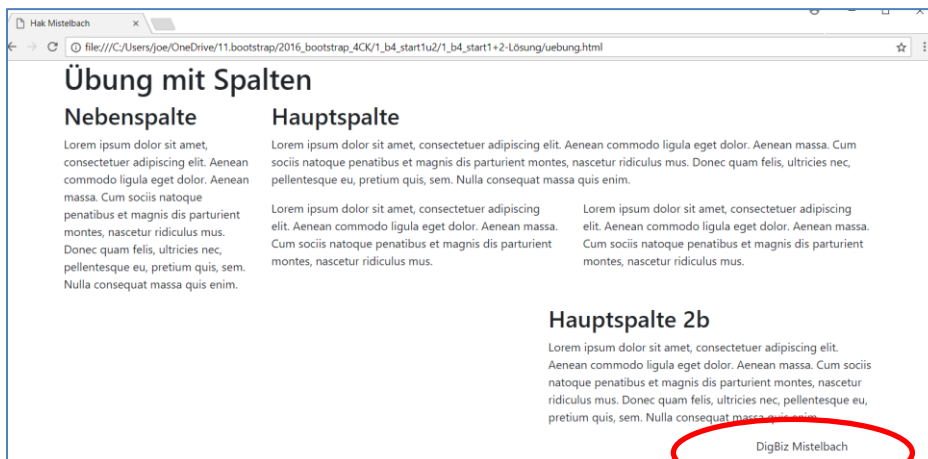 Hak Mistelbach
file:///C:/Users/joe/OneDrive/11.bootstrap/2016_bootstrap_4CK/1_b4_start1u2/1_b4_start1+2-Lösung/uebung.html
Übung mit Spalten
Nebenspalte
Lorem ipsum dolor sit amet,
consectetuer adipiscing elit. Aenean
commodo ligula eget dolor. Aenean
massa. Cum sociis natoque
penatibus et magnis dis parturient
montes, nascetur ridiculus mus.
Donec quam felis, ultricies nec,
pellentesque eu, pretium quis, sem.
Nulla consequat massa quis enim.
Hauptspalte
Lorem ipsum dolor sit amet, consectetuer adipiscing elit. Aenean commodo ligula eget dolor. Aenean massa. Cum
sociis natoque penatibus et magnis dis parturient montes, nascetur ridiculus mus. Donec quam felis, ultricies nec,
pellentesque eu, pretium quis, sem. Nulla consequat massa quis enim.
Lorem ipsum dolor sit amet, consectetuer adipiscing
elit. Aenean commodo ligula eget dolor. Aenean massa.
Cum sociis natoque penatibus et magnis dis parturient
montes, nascetur ridiculus mus.
Lorem ipsum dolor sit amet, consectetuer adipiscing
elit. Aenean commodo ligula eget dolor. Aenean massa.
Cum sociis natoque penatibus et magnis dis parturient
montes, nascetur ridiculus mus.
Hauptspalte 2b
Lorem ipsum dolor sit amet, consectetuer adipiscing elit.
Aenean commodo ligula eget dolor. Aenean massa. Cum sociis
natoque penatibus et magnis dis parturient montes, nascetur
ridiculus mus. Donec quam felis, ultricies nec, pellentesque eu,
pretium quis, sem. Nulla consequat massa quis enim.
DigBiz Mistelbach